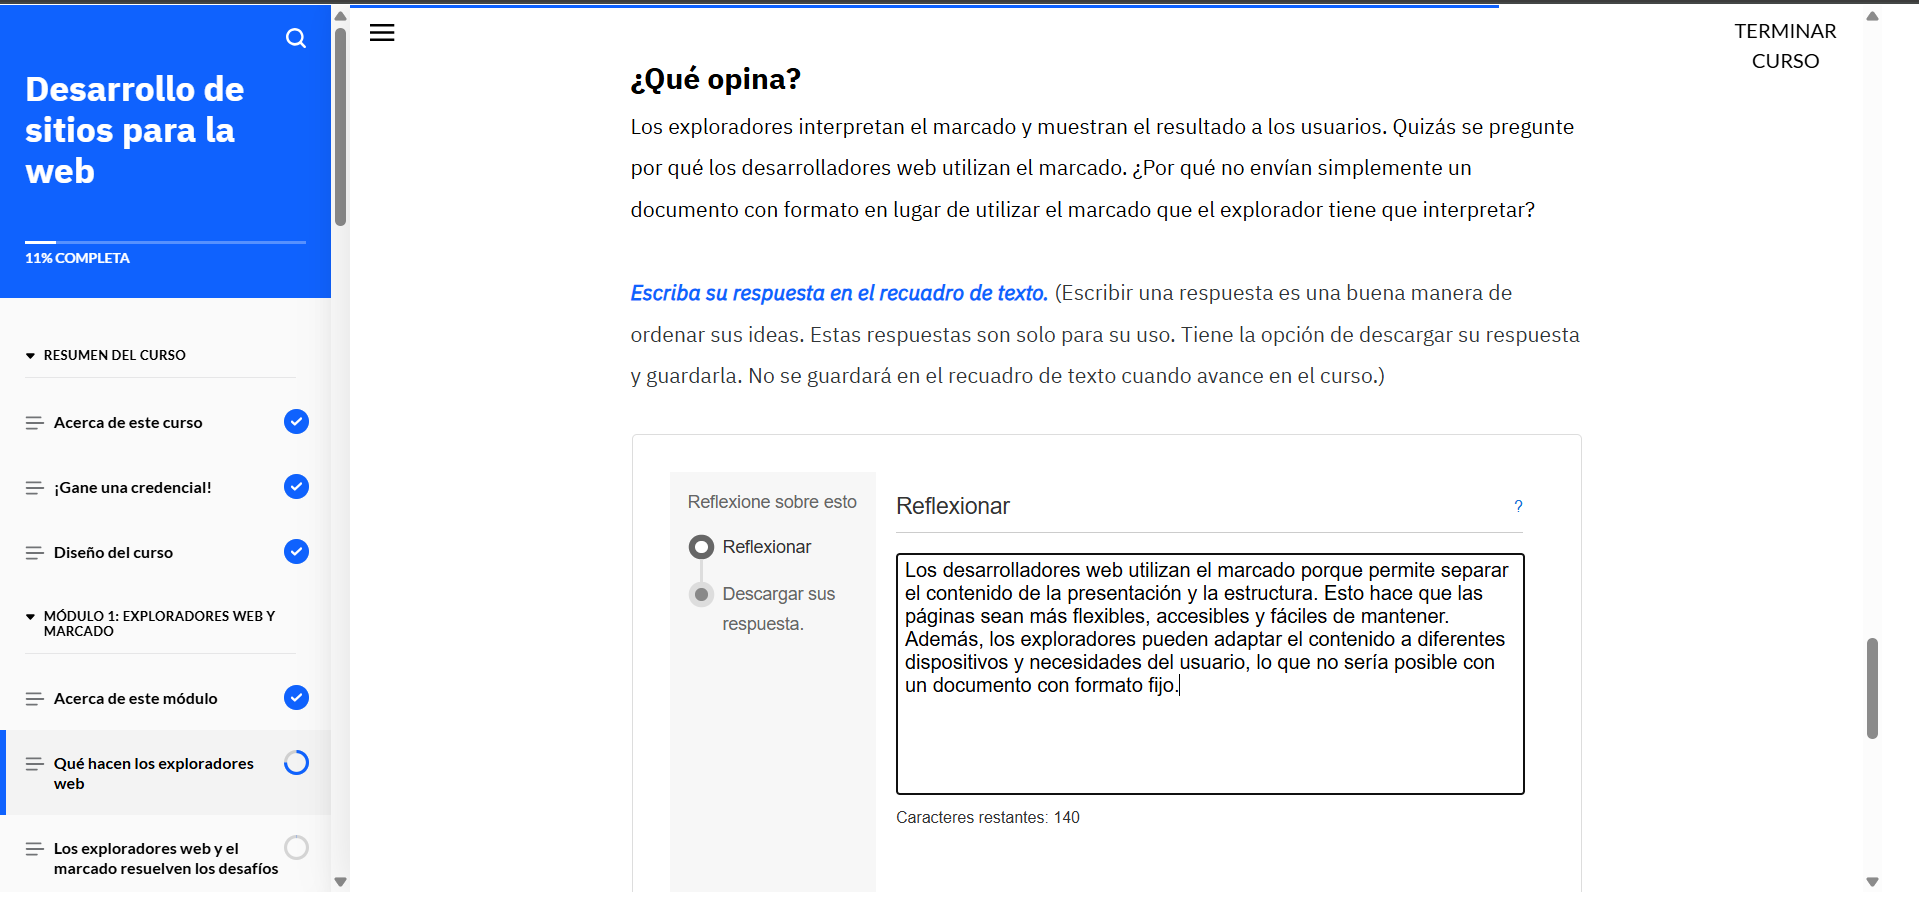 Desarrollo de
sitios para la
web
11% COMPLETA
RESUMEN DEL CURSO
Acerca de este curso
¡Gane una credencial!
Diseño del curso
MÓDULO 1: EXPLORADORES WEB Y
MARCADO
Acerca de este módulo
Qué hacen los exploradores
web
Los exploradores web y el
marcado resuelven los desafíos
TERMINAR
CURSO
¿Qué opina?
Los exploradores interpretan el marcado y muestran el resultado a los usuarios. Quizás se pregunte
por qué los desarrolladores web utilizan el marcado. ¿Por qué no envían simplemente un
documento con formato en lugar de utilizar el marcado que el explorador tiene que interpretar?
Escriba su respuesta en el recuadro de texto. (Escribir una respuesta es una buena manera de
ordenar sus ideas. Estas respuestas son solo para su uso. Tiene la opción de descargar su respuesta
y guardarla. No se guardará en el recuadro de texto cuando avance en el curso.)
Reflexione sobre esto
Reflexionar
Descargar sus
respuesta.
Reflexionar
?
Los desarrolladores web utilizan el marcado porque permite separar
el contenido de la presentación y la estructura. Esto hace que las
páginas sean más flexibles, accesibles y fáciles de mantener.
Además, los exploradores pueden adaptar el contenido a diferentes
dispositivos y necesidades del usuario, lo que no sería posible con
un documento con formato fijo.
Caracteres restantes: 140